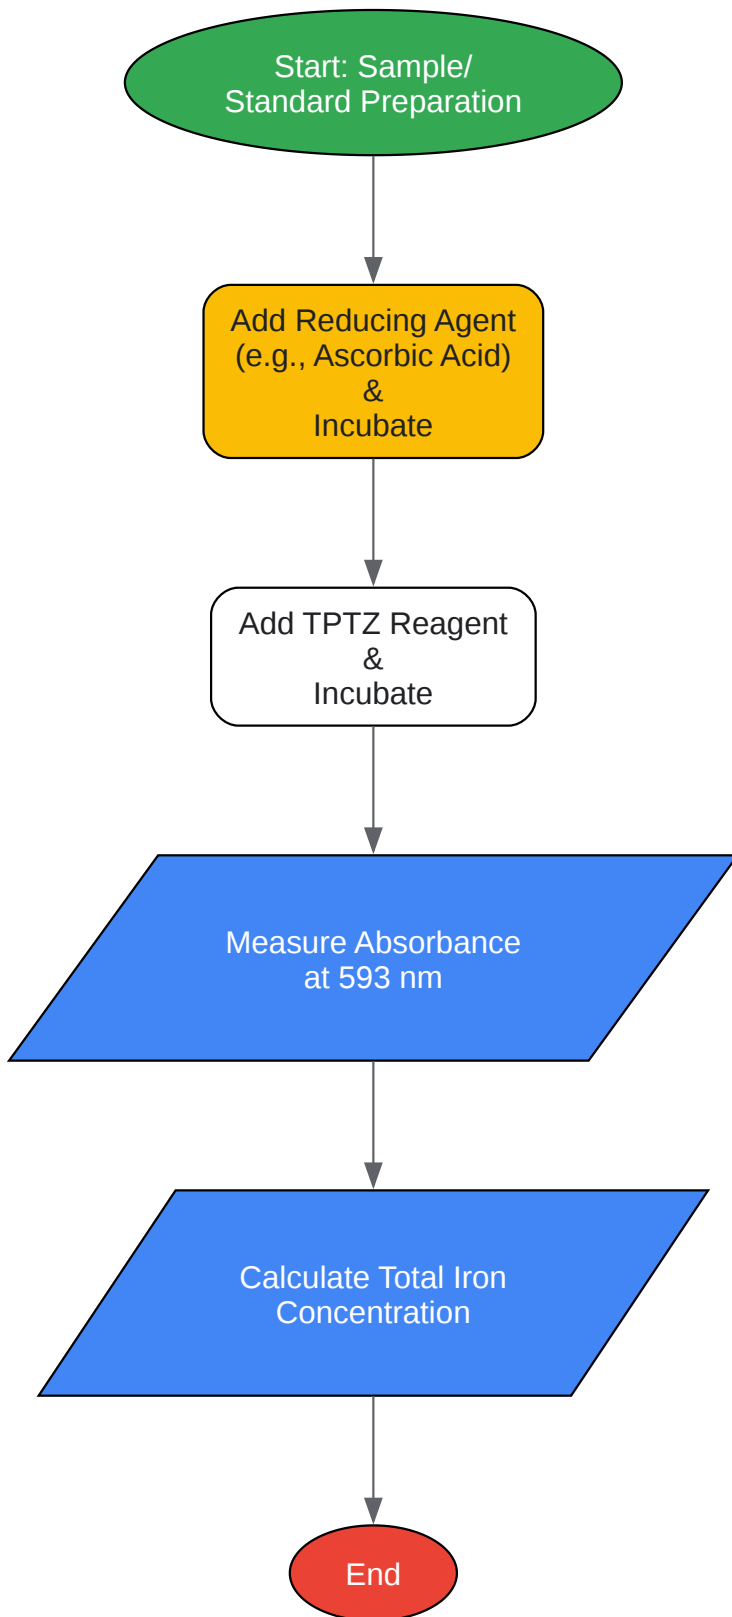 Start: Sample/
Standard Preparation
Add Reducing Agent
(e.g., Ascorbic Acid)
&
Incubate
Add TPTZ Reagent
&
Incubate
Measure Absorbance
at 593 nm
Calculate Total Iron
Concentration
End